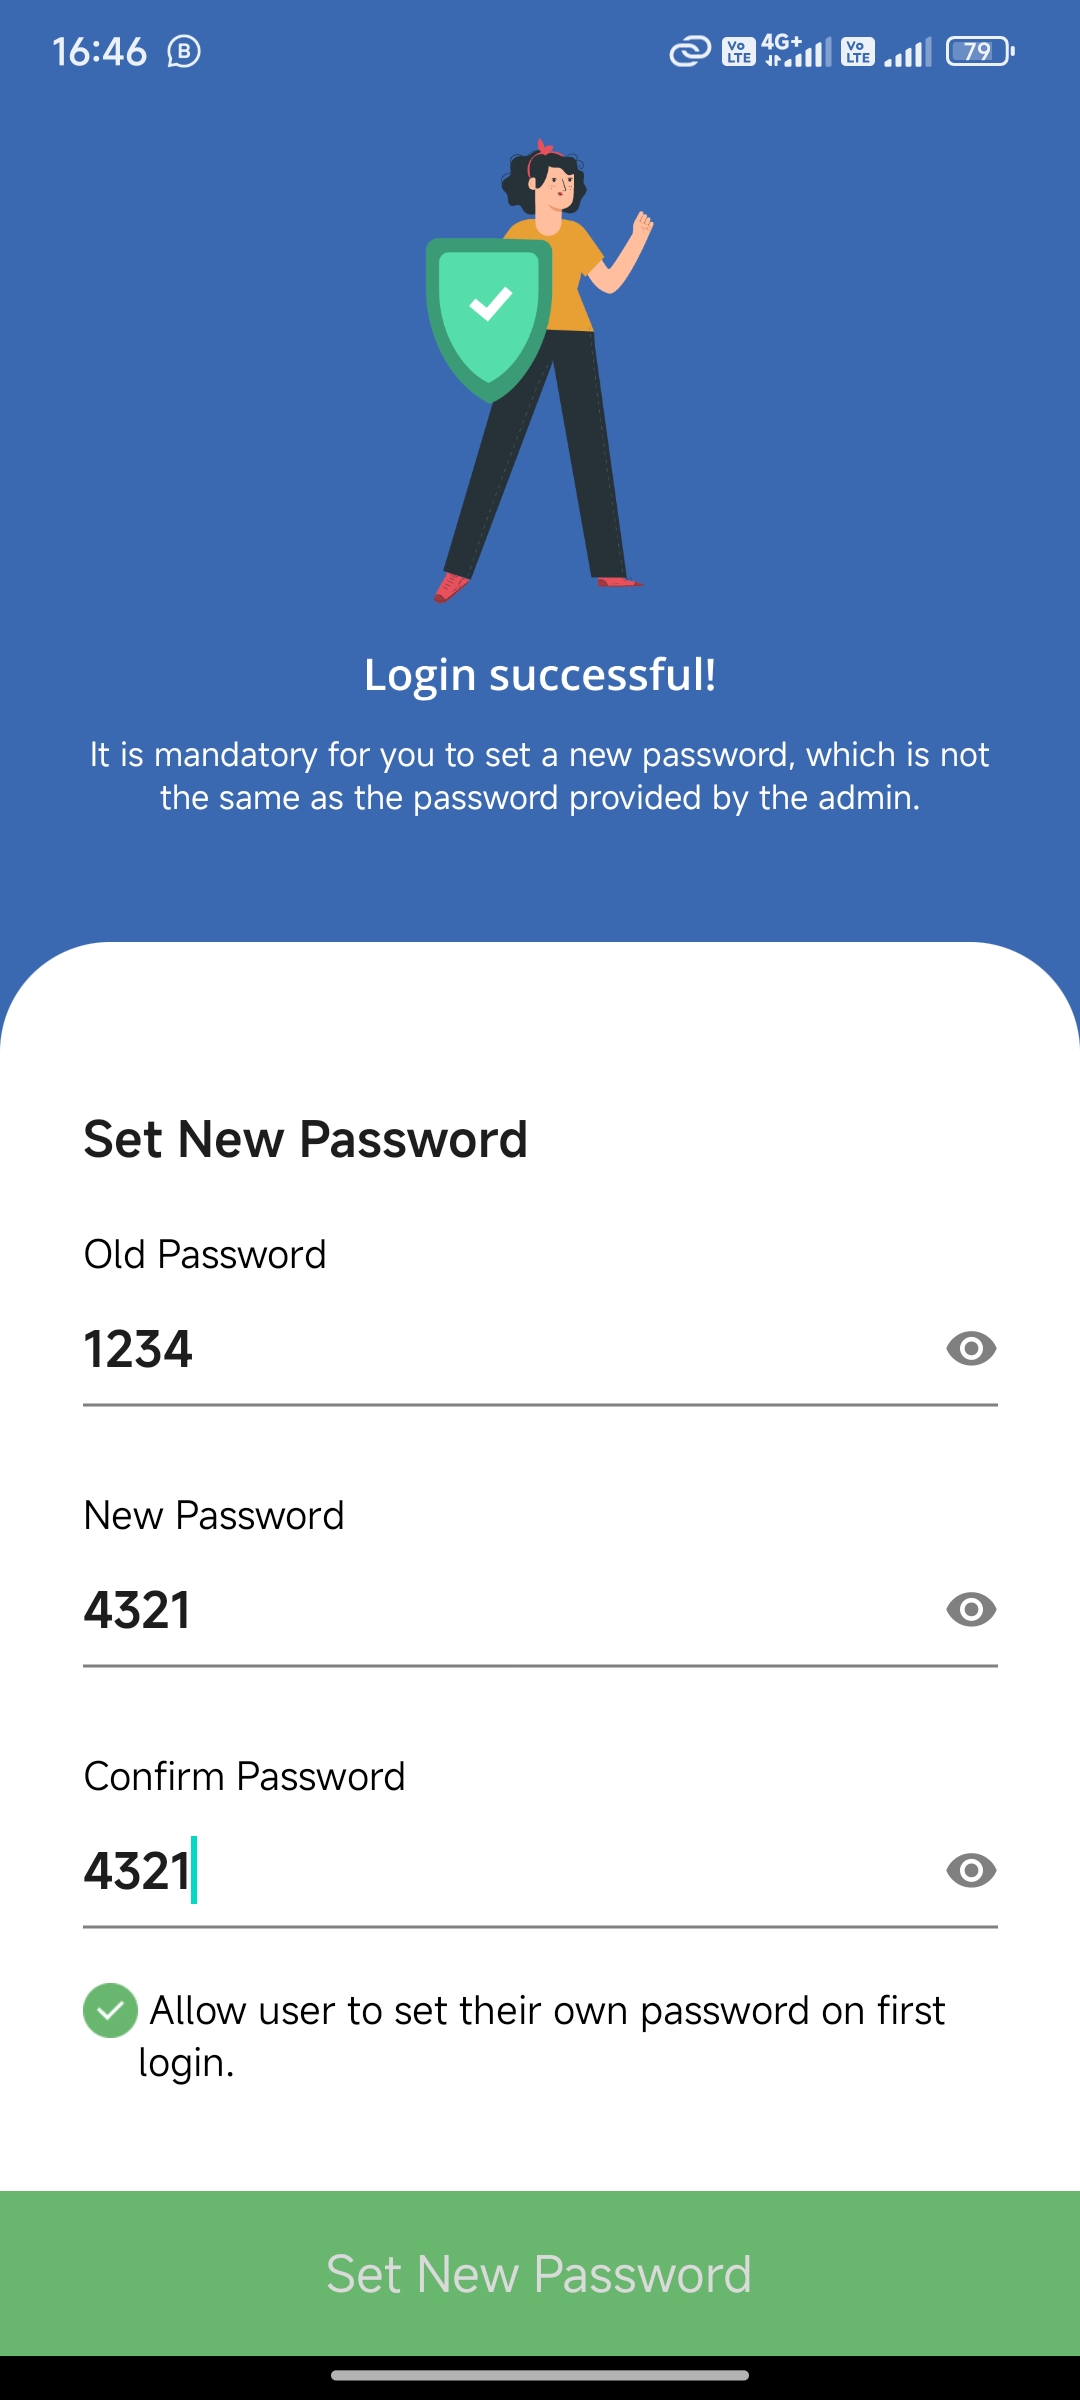 16:46 B Vo LTE 4G+ Vo LTE 79
Login successful!
It is mandatory for you to set a new password, which is not
the same as the password provided by the admin.
Set New Password
Old Password
1234
New Password
4321
Confirm Password
4321
Allow user to set their own password on first
login.
Set New Password